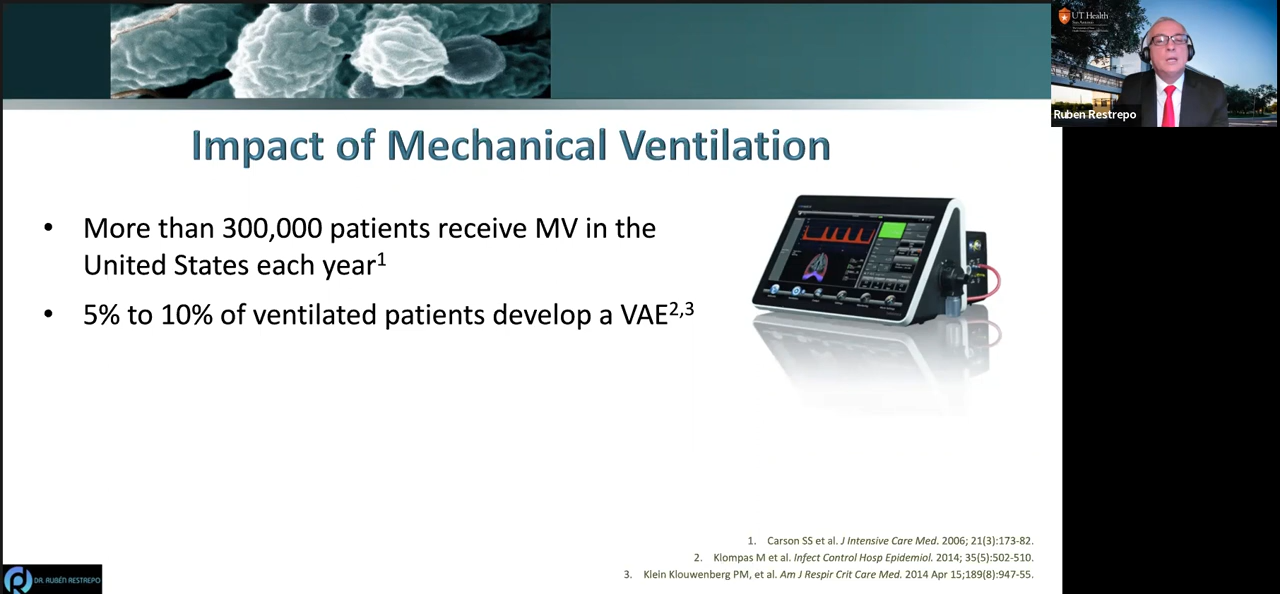 UT Health
San Antonio
Ruben Restrepo
Impact of Mechanical Ventilation
• More than 300,000 patients receive MV in the
United States each year1
• 5% to 10% of ventilated patients develop a VAE2,3
1. Carson SS et al. J Intensive Care Med. 2006; 21(3):173-82.
2. Klompas M et al. Infect Control Hosp Epidemiol. 2014; 35(5):502-510.
3. Klein Klouwenberg PM, et al. Am J Respir Crit Care Med. 2014 Apr 15;189(8):947-55.
DR. RUBÉN RESTREPO